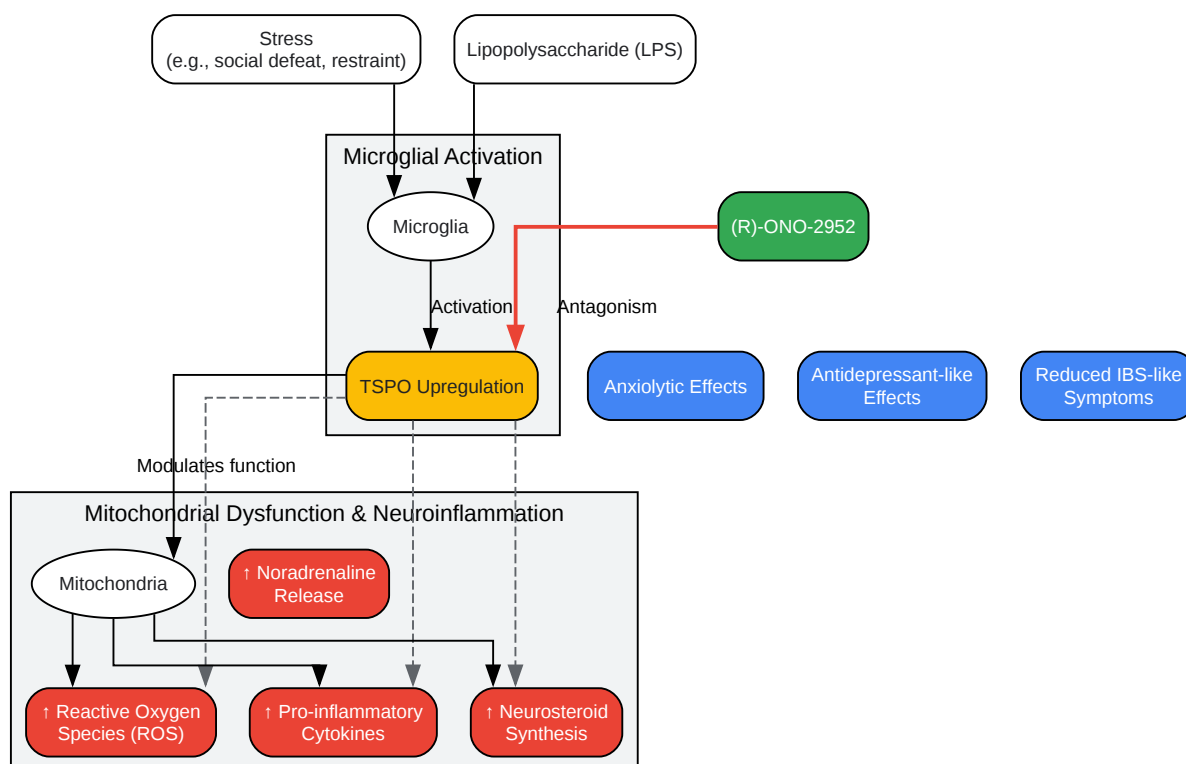 Stress
(e.g., social defeat, restraint)
Lipopolysaccharide (LPS)
Microglial Activation
Microglia
(R)-ONO-2952
Activation
Antagonism
TSPO Upregulation
Anxiolytic Effects
Antidepressant-like
Effects
Reduced IBS-like
Symptoms
Modulates function
Mitochondrial Dysfunction & Neuroinflammation
Mitochondria
↑ Noradrenaline
Release
↑ Reactive Oxygen
Species (ROS)
↑ Pro-inflammatory
Cytokines
↑ Neurosteroid
Synthesis